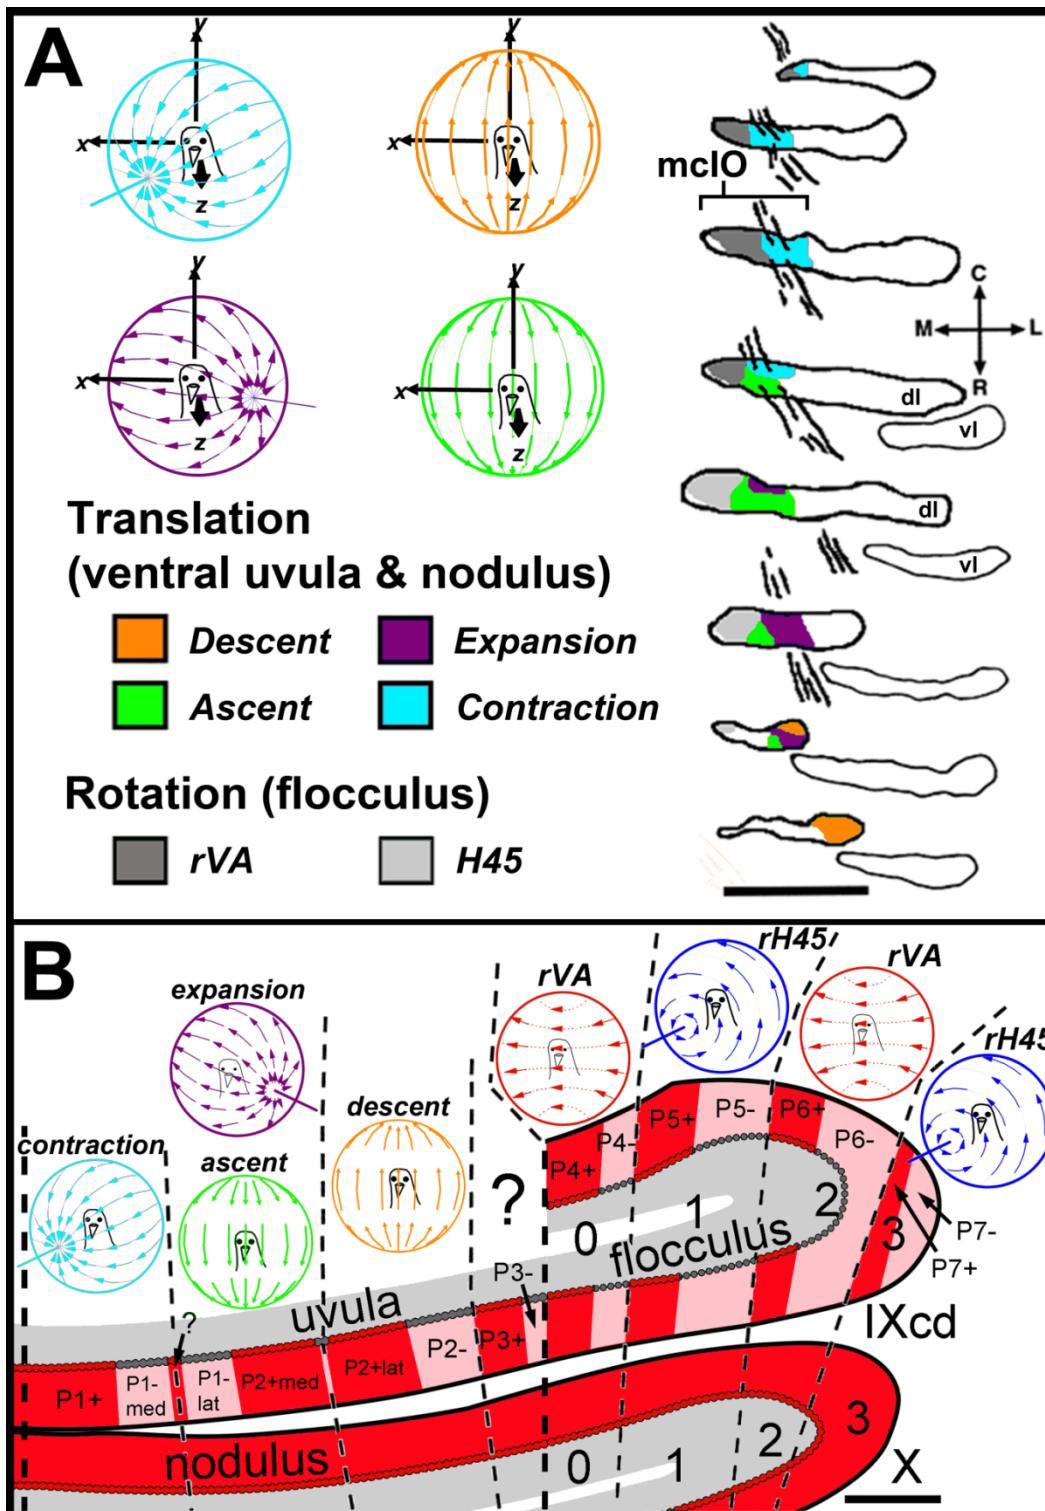 A
y
x
z
y
x
z
y
x
z
y
x
z
mcIO
C
M
L
R
dl
vl
dl
vl
Translation
(ventral uvula & nodulus)
Descent
Expansion
Ascent
Contraction
Rotation (flocculus)
rVA
H45
B
expansion
contraction
ascent
descent
rVA
rH45
rVA
rH45
?
?
P4+
P4-
P5+
P5-
P6+
P6-
P7-
P7+
0
1
2
3
flocculus
uvula
P3-
IXcd
P1+
P1-
med
P1-
lat
P2+med
P2+lat
P2-
P3+
nodulus
0
1
2
3
X